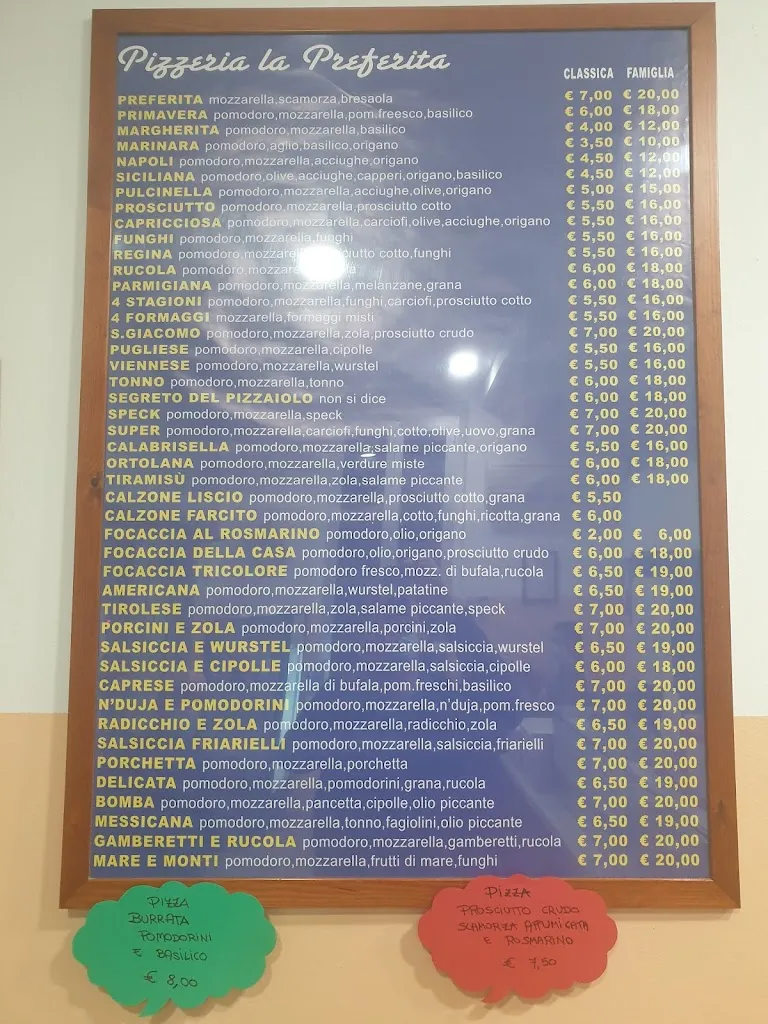 Pizzeria la Preferita
CLASSICA FAMIGLIA
PREFERITA mozzarella,scamorza,bresaola € 7,00 € 20,00
PRIMAVERA pomodoro,mozzarella,pom.freesco,basilico € 6,00 € 18,00
MARGHERITA pomodoro,mozzarella,basilico € 4,00 € 12,00
MARINARA pomodoro,aglio,basilico,origano € 3,50 € 10,00
NAPOLI pomodoro,mozzarella,acciughe,origano € 4,50 € 12,00
SICILIANA pomodoro,olive,acciughe,capperi,origano,basilico € 4,50 € 12,00
PULCINELLA pomodoro,mozzarella,acciughe,olive,origano € 5,00 € 15,00
PROSCIUTTO pomodoro,mozzarella,prosciutto cotto € 5,50 € 16,00
CAPRICCIOSA pomodoro,mozzarella,carciofi,olive,acciughe,origano € 5,50 € 16,00
FUNGHI pomodoro,mozzarella,funghi € 5,50 € 16,00
REGINA pomodoro,mozzarella,prosciutto cotto,funghi € 5,50 € 16,00
RUCOLA pomodoro € 6,00 € 18,00
PARMIGIANA pomodoro,mozzarella,melanzane,grana € 6,00 € 18,00
4 STAGIONI pomodoro,mozzarella,funghi,carciofi,prosciutto cotto € 5,50 € 16,00
4 FORMAGGI mozzarella,formaggi misti € 5,50 € 16,00
S.GIACOMO pomodoro,mozzarella,zola,prosciutto crudo € 7,00 € 20,00
PUGLIESE pomodoro,mozzarella,cipolle € 5,50 € 16,00
VIENNESE pomodoro,mozzarella,wurstel € 5,50 € 16,00
TONNO pomodoro,mozzarella,tonno € 6,00 € 18,00
SEGRETO DEL PIZZAIOLO non si dice € 6,00 € 18,00
SPECK pomodoro,mozzarella,speck € 7,00 € 20,00
SUPER pomodoro,mozzarella,carciofi,funghi,cotto,olive,uovo,grana € 7,00 € 20,00
CALABRISELLA pomodoro,mozzarella,salame piccante,origano € 5,50 € 16,00
ORTOLANA pomodoro,mozzarella,verdure miste € 6,00 € 18,00
TIRAMISÙ pomodoro,mozzarella,zola,salame piccante € 6,00 € 18,00
CALZONE LISCIO pomodoro,mozzarella,prosciutto cotto,grana € 5,50
CALZONE FARCITO pomodoro,mozzarella,cotto,funghi,ricotta,grana € 6,00
FOCACCIA AL ROSMARINO pomodoro,olio,origano € 2,00 € 6,00
FOCACCIA DELLA CASA pomodoro,olio,origano,prosciutto crudo € 6,00 € 18,00
FOCACCIA TRICOLORE pomodoro fresco,mozz. di bufala,rucola € 6,50 € 19,00
AMERICANA pomodoro,mozzarella,wurstel,patatine € 6,50 € 19,00
TIROLESE pomodoro,mozzarella,zola,salame piccante,speck € 7,00 € 20,00
PORCINI E ZOLA pomodoro,mozzarella,porcini,zola € 7,00 € 20,00
SALSICCIA E WURSTEL pomodoro,mozzarella,salsiccia,wurstel € 6,50 € 19,00
SALSICCIA E CIPOLLE pomodoro,mozzarella,salsiccia,cipolle € 6,00 € 18,00
CAPRESE pomodoro,mozzarella di bufala,pom.freschi,basilico € 7,00 € 20,00
N'DUJA E POMODORINI pomodoro,mozzarella,n'duja,pom.fresco € 7,00 € 20,00
RADICCHIO E ZOLA pomodoro,mozzarella,radicchio,zola € 6,50 € 19,00
SALSICCIA FRIARIELLI pomodoro,mozzarella,salsiccia,friarielli € 7,00 € 20,00
PORCHETTA pomodoro,mozzarella,porchetta € 7,00 € 20,00
DELICATA pomodoro,mozzarella,pomodorini,grana,rucola € 6,50 € 19,00
BOMBA pomodoro,mozzarella,pancetta,cipolle,olio piccante € 7,00 € 20,00
MESSICANA pomodoro,mozzarella,tonno,fagiolini,olio piccante € 6,50 € 19,00
GAMBERETTI E RUCOLA pomodoro,mozzarella,gamberetti,rucola € 7,00 € 20,00
MARE E MONTI pomodoro,mozzarella,frutti di mare,funghi € 7,00 € 20,00
PIZZA
BURRATA
POMODORINI
E BASILICO
€ 8,00
PIZZA
PROSCIUTTO CRUDO
SCAMORZA AFFUMICATA
E ROSMARINO
€ 7,50